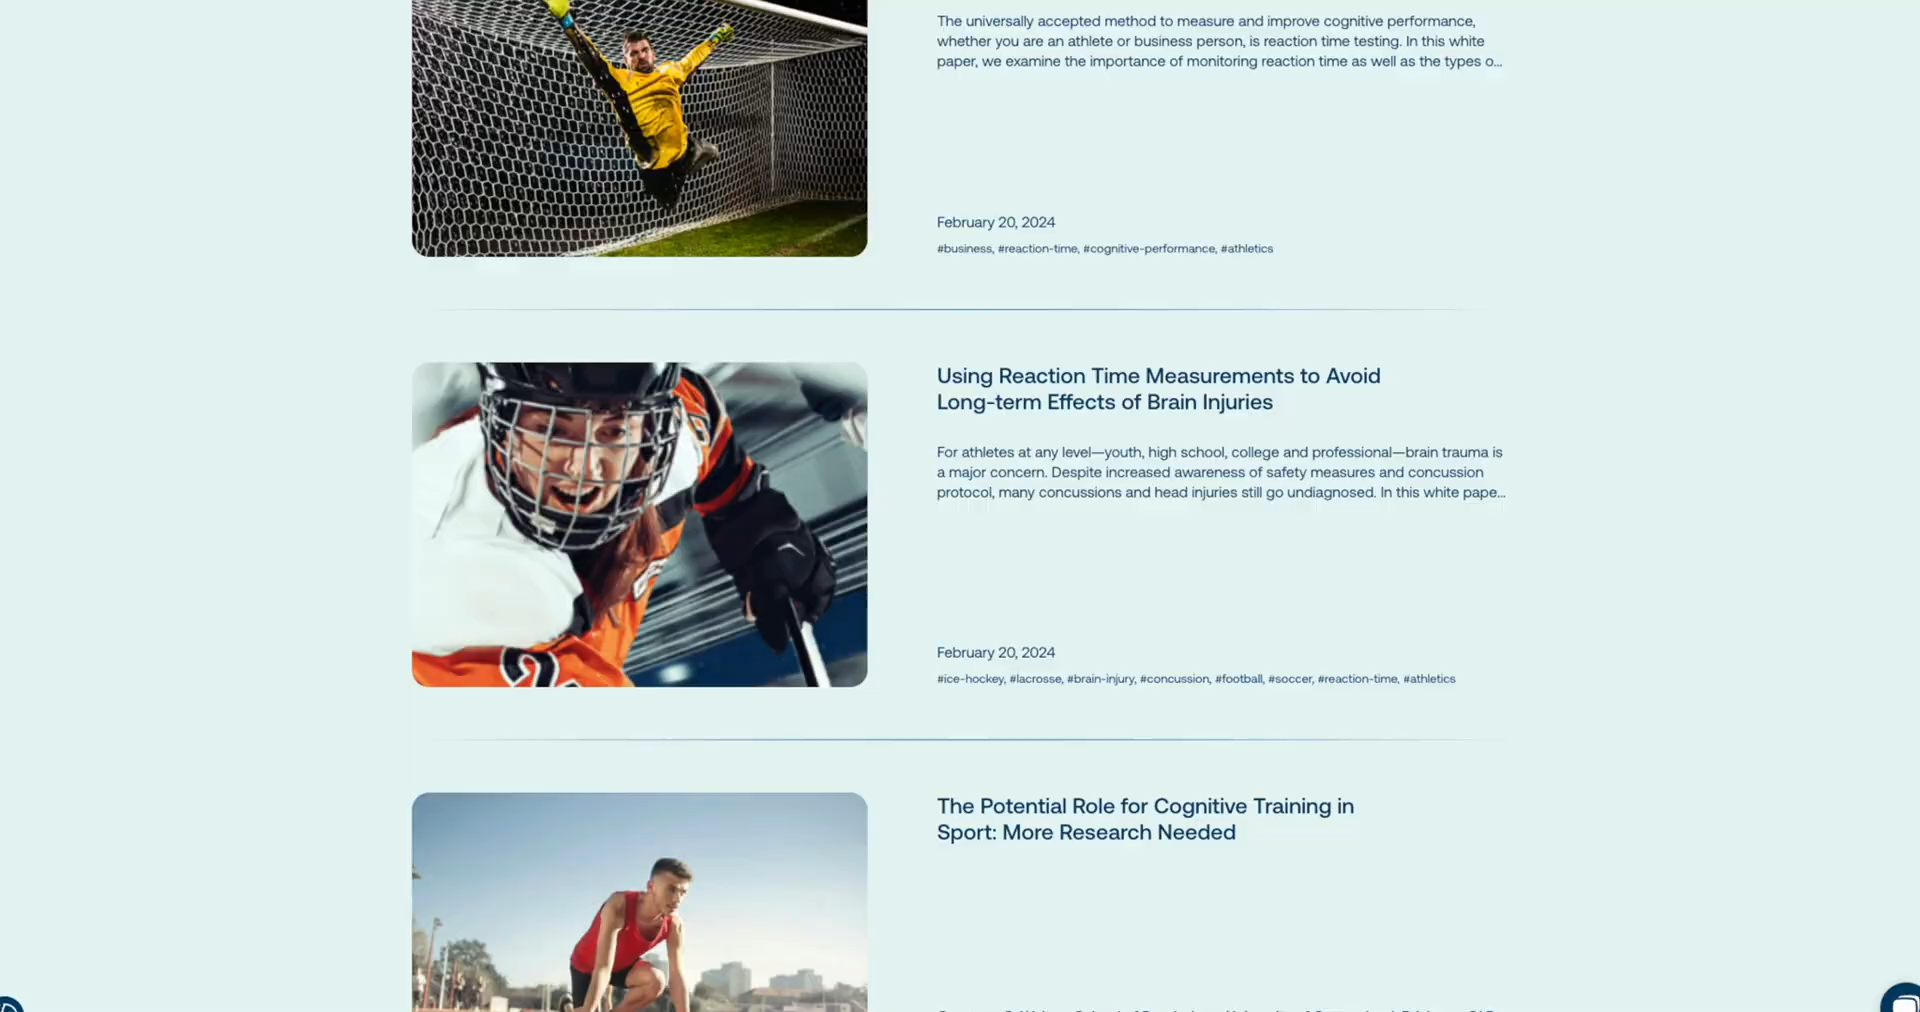 The universally accepted method to measure and improve cognitive performance,
whether you are an athlete or business person, is reaction time testing. In this white
paper, we examine the importance of monitoring reaction time as well as the types o...
February 20, 2024
#business, #reaction-time, #cognitive-performance, #athletics
Using Reaction Time Measurements to Avoid
Long-term Effects of Brain Injuries
For athletes at any level—youth, high school, college and professional—brain trauma is
a major concern. Despite increased awareness of safety measures and concussion
protocol, many concussions and head injuries still go undiagnosed. In this white pape...
February 20, 2024
#ice-hockey, #lacrosse, #brain-injury, #concussion, #football, #soccer, #reaction-time, #athletics
The Potential Role for Cognitive Training in
Sport: More Research Needed